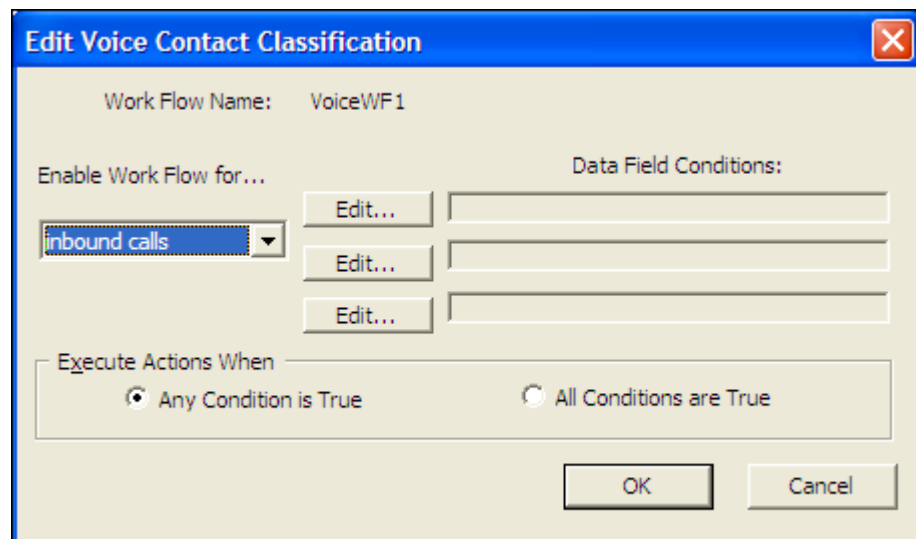 Edit Voice Contact Classification
Work Flow Name: VoiceWF1
Data Field Conditions:
Enable Work Flow for...
Edit...
inbound calls
Edit...
Edit...
Execute Actions When
Any Condition is True All Conditions are True
OK Cancel